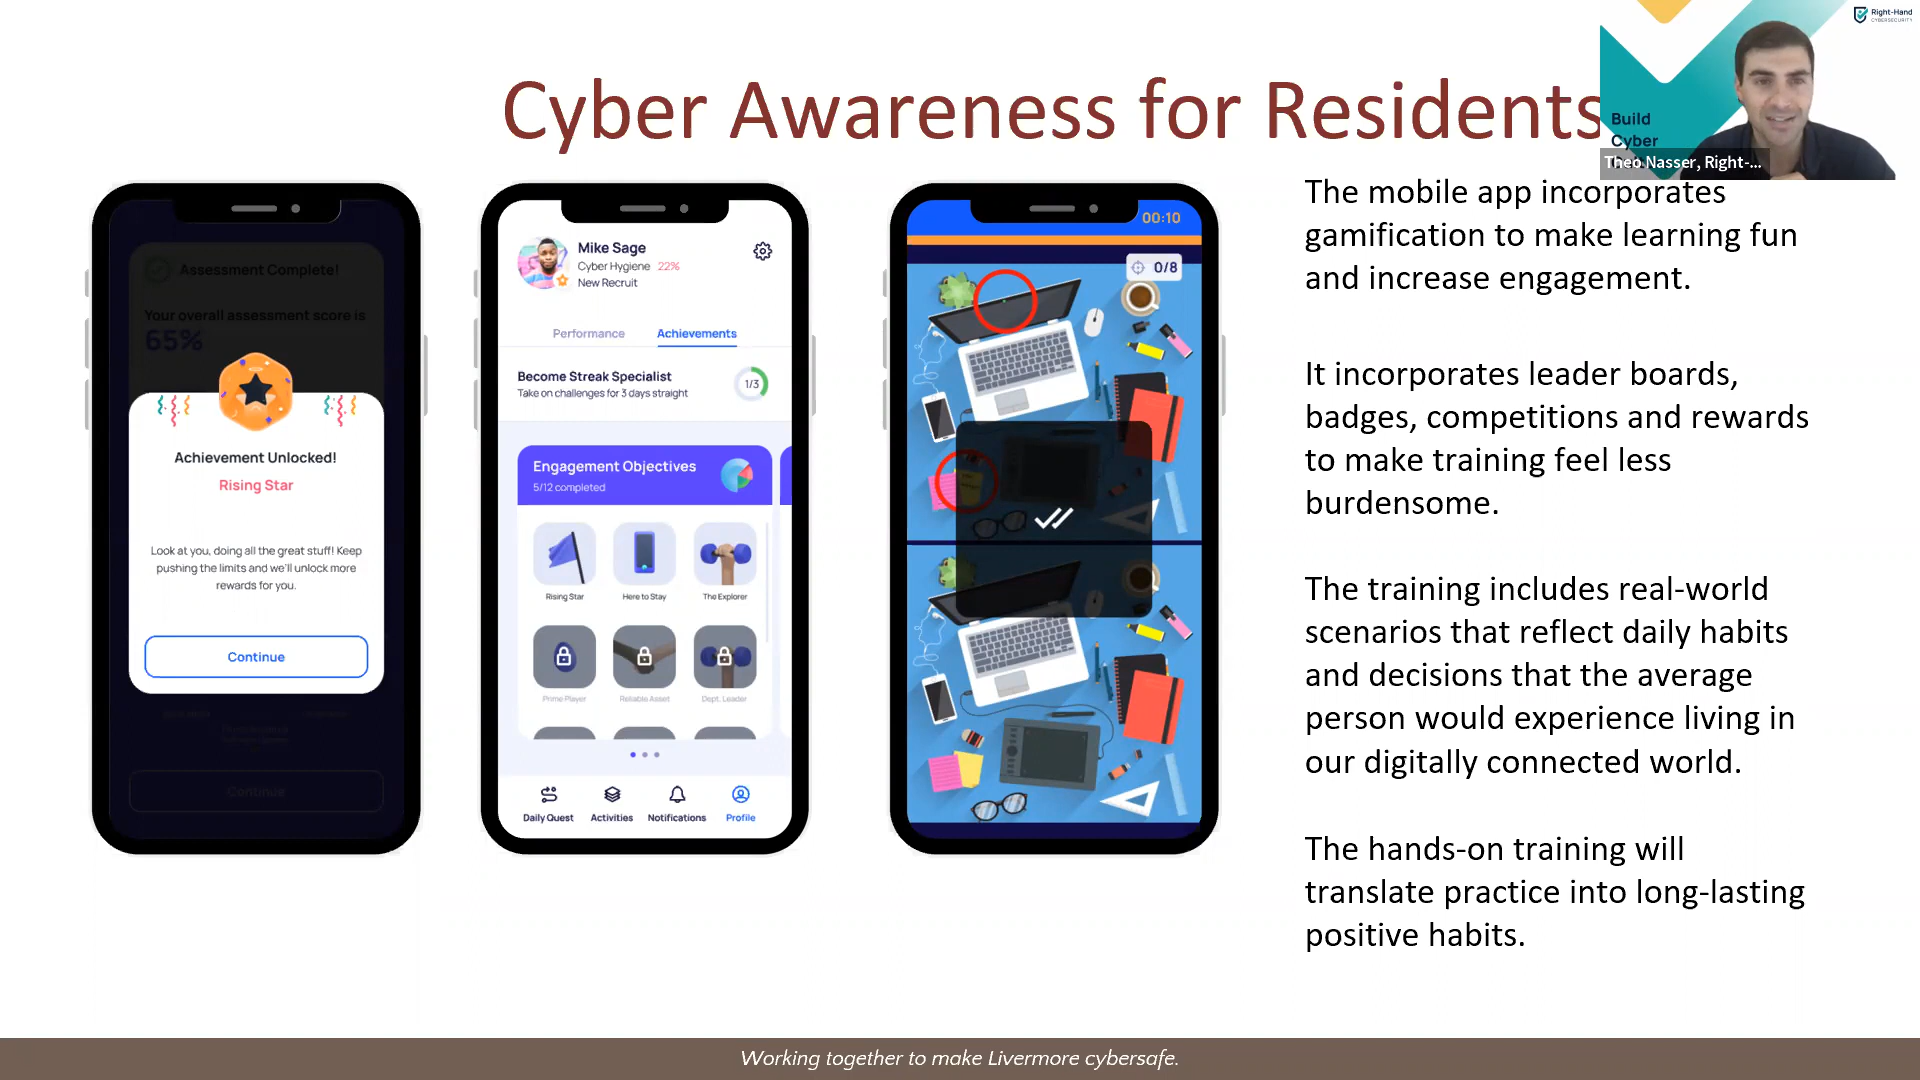 Right-Hand
CYBERSECURITY
Cyber Awareness for Residents
Build
Cyber
Theo Nasser, Right-...
Assessment Complete!
Your overall assessment score is
65%
Achievement Unlocked!
Rising Star
Look at you, doing all the great stuff! Keep
pushing the limits and we'll unlock more
rewards for you.
Continue
Continue
Mike Sage
Cyber Hygiene 22%
New Recruit
Performance Achievements
Become Streak Specialist
Take on challenges for 3 days straight
1/3
Engagement Objectives
5/12 completed
Rising Star Here to Stay The Explorer
Prime Player Reliable Asset Dept. Leader
Daily Quest Activities Notifications Profile
00:10
0/8
The mobile app incorporates
gamification to make learning fun
and increase engagement.
It incorporates leader boards,
badges, competitions and rewards
to make training feel less
burdensome.
The training includes real-world
scenarios that reflect daily habits
and decisions that the average
person would experience living in
our digitally connected world.
The hands-on training will
translate practice into long-lasting
positive habits.
Working together to make Livermore cybersafe.